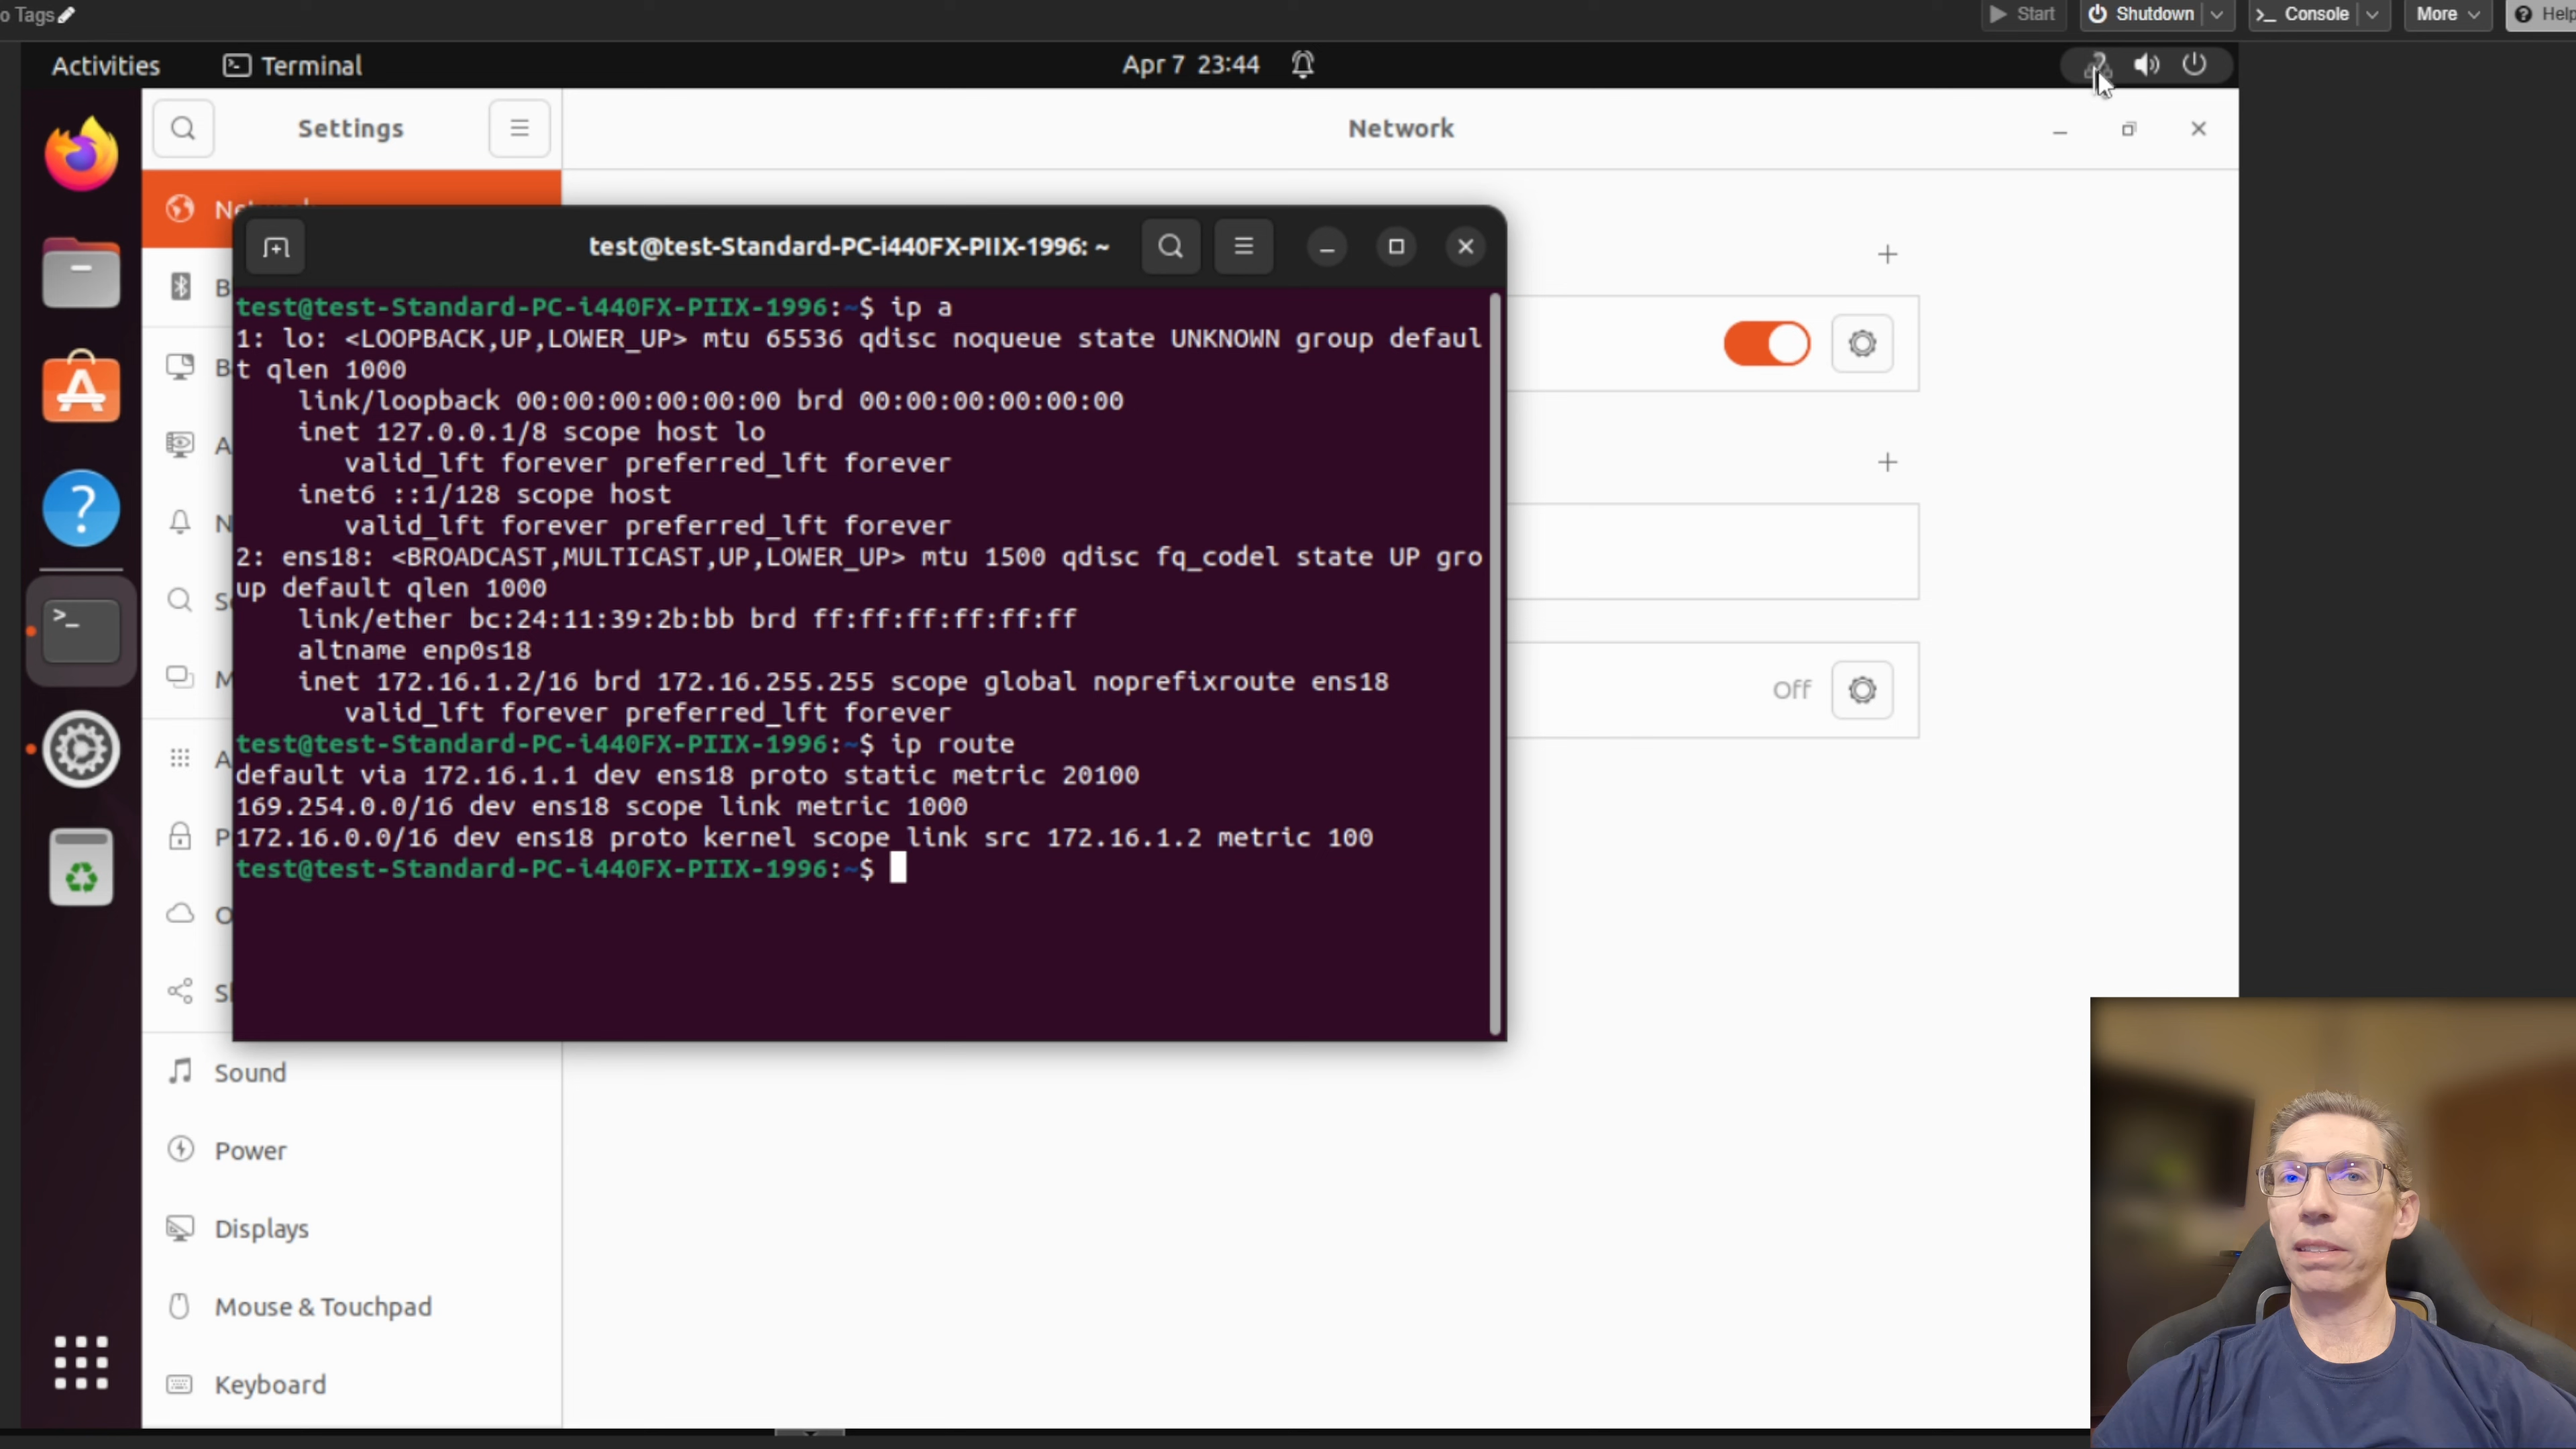 o Tags
Start
Shutdown
Console
More
Help
Activities
Terminal
Apr 7 23:44
Settings
Network
test@test-Standard-PC-i440FX-PIIX-1996: ~
test@test-Standard-PC-i440FX-PIIX-1996:~$ ip a
1: lo: <LOOPBACK,UP,LOWER_UP> mtu 65536 qdisc noqueue state UNKNOWN group defaul
t qlen 1000
link/loopback 00:00:00:00:00:00 brd 00:00:00:00:00:00
inet 127.0.0.1/8 scope host lo
valid_lft forever preferred_lft forever
inet6 ::1/128 scope host
valid_lft forever preferred_lft forever
2: ens18: <BROADCAST,MULTICAST,UP,LOWER_UP> mtu 1500 qdisc fq_codel state UP gro
up default qlen 1000
link/ether bc:24:11:39:2b:bb brd ff:ff:ff:ff:ff:ff
altname enp0s18
inet 172.16.1.2/16 brd 172.16.255.255 scope global noprefixroute ens18
valid_lft forever preferred_lft forever
test@test-Standard-PC-i440FX-PIIX-1996:~$ ip route
default via 172.16.1.1 dev ens18 proto static metric 20100
169.254.0.0/16 dev ens18 scope link metric 1000
172.16.0.0/16 dev ens18 proto kernel scope link src 172.16.1.2 metric 100
test@test-Standard-PC-i440FX-PIIX-1996:~$
Off
Sound
Power
Displays
Mouse & Touchpad
Keyboard